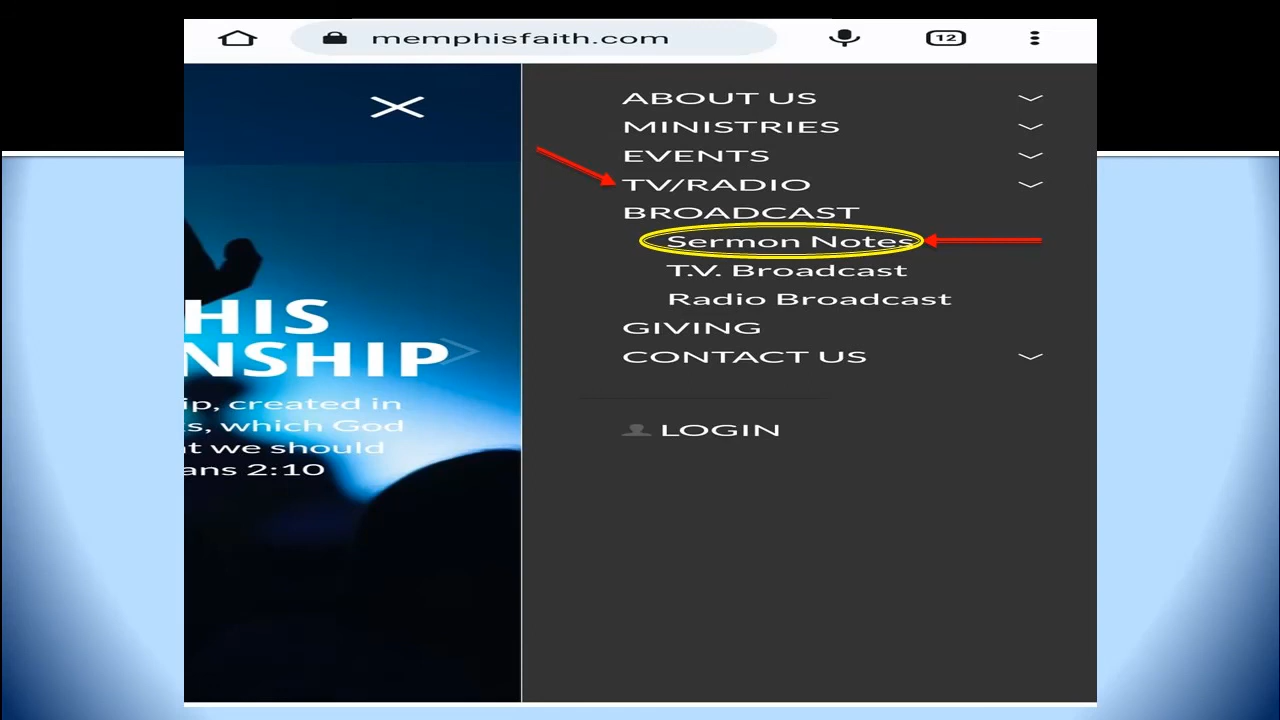 memphisfaith.com
12
ABOUT US
MINISTRIES
EVENTS
TV/RADIO
BROADCAST
Sermon Notes
T.V. Broadcast
Radio Broadcast
GIVING
CONTACT US
LOGIN
HIS
NSHIP
ip, created in
s, which God
t we should
ans 2:10